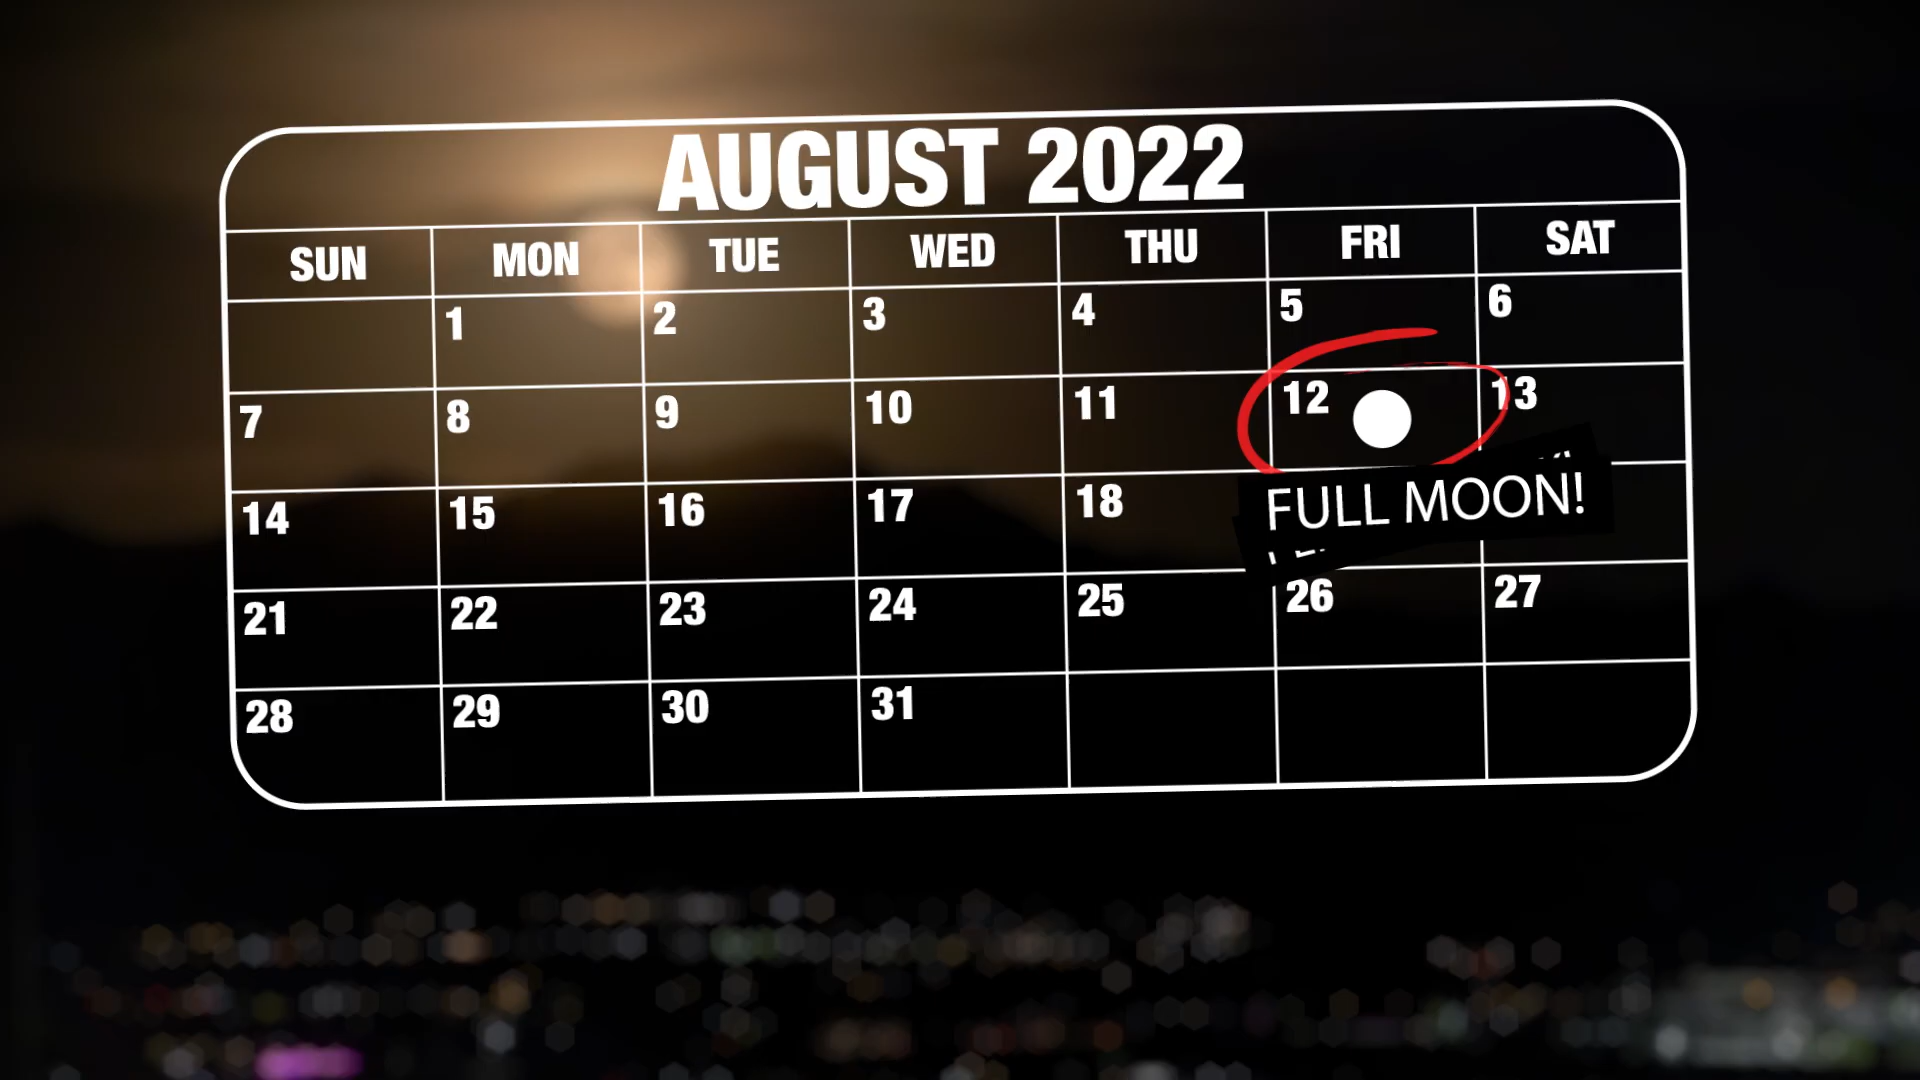 AUGUST 2022
SUN MON TUE WED THU FRI SAT
1 2 3 4 5 6
7 8 9 10 11 12 13
14 15 16 17 18
FULL MOON!
21 22 23 24 25 26 27
28 29 30 31